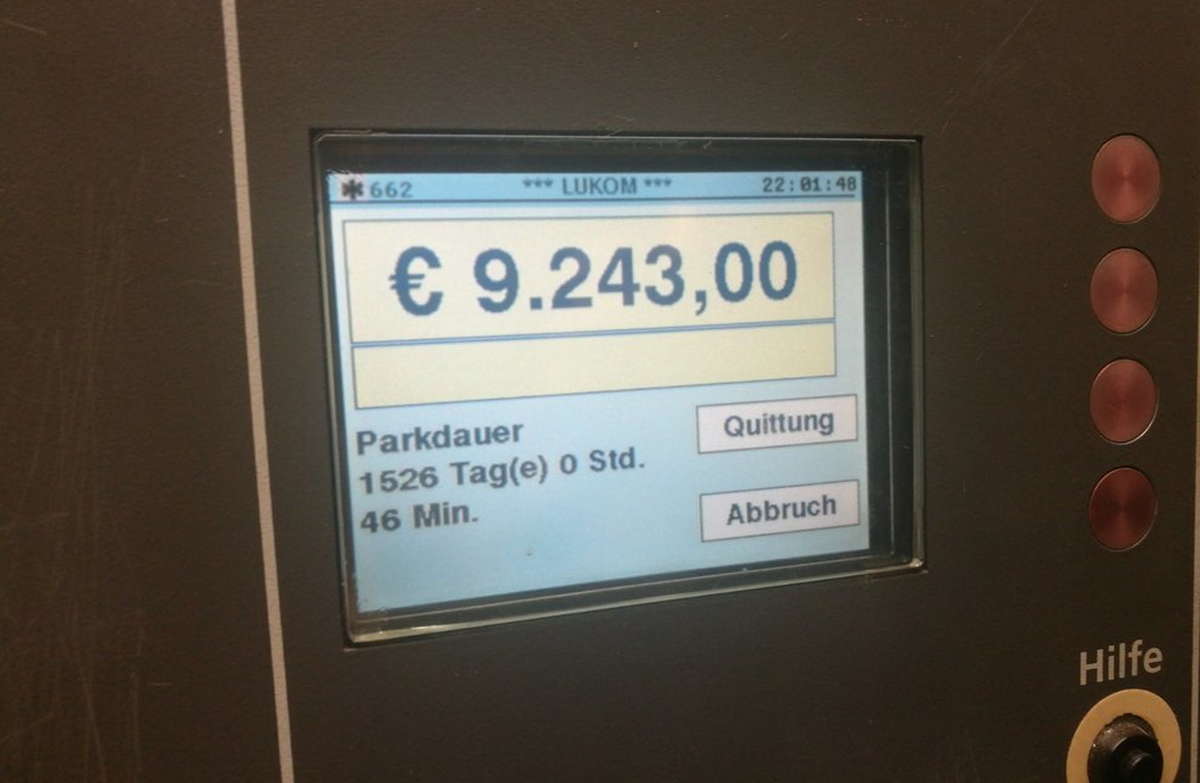 ✱662 *** LUKOM *** 22:01:48
€ 9.243,00
Parkdauer
1526 Tag(e) 0 Std.
46 Min.
Quittung
Abbruch
Hilfe